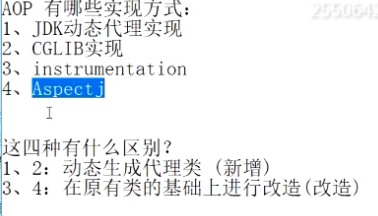 2550643
AOP 有哪些实现方式：
1、JDK动态代理实现
2、CGLIB实现
3、instrumentation
4、Aspectj
这四种有什么区别？
1、2：动态生成代理类（新增）
3、4：在原有类的基础上进行改造(改造)